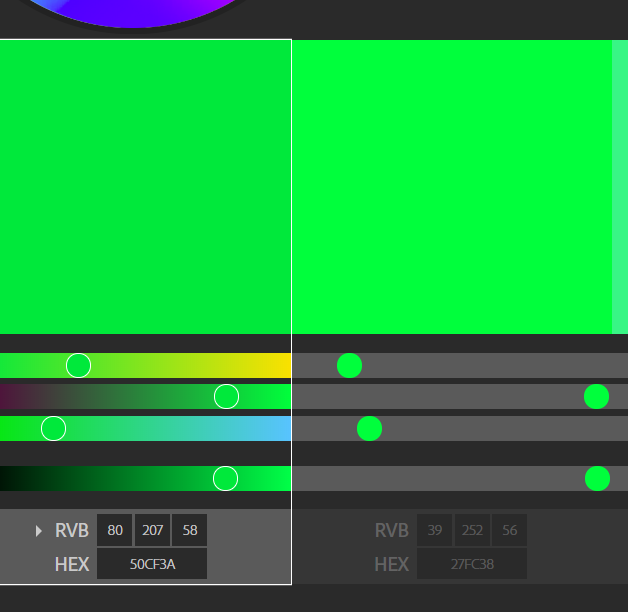 RVB 80 207 58
HEX 50CF3A
RVB 39 252 56
HEX 27FC38